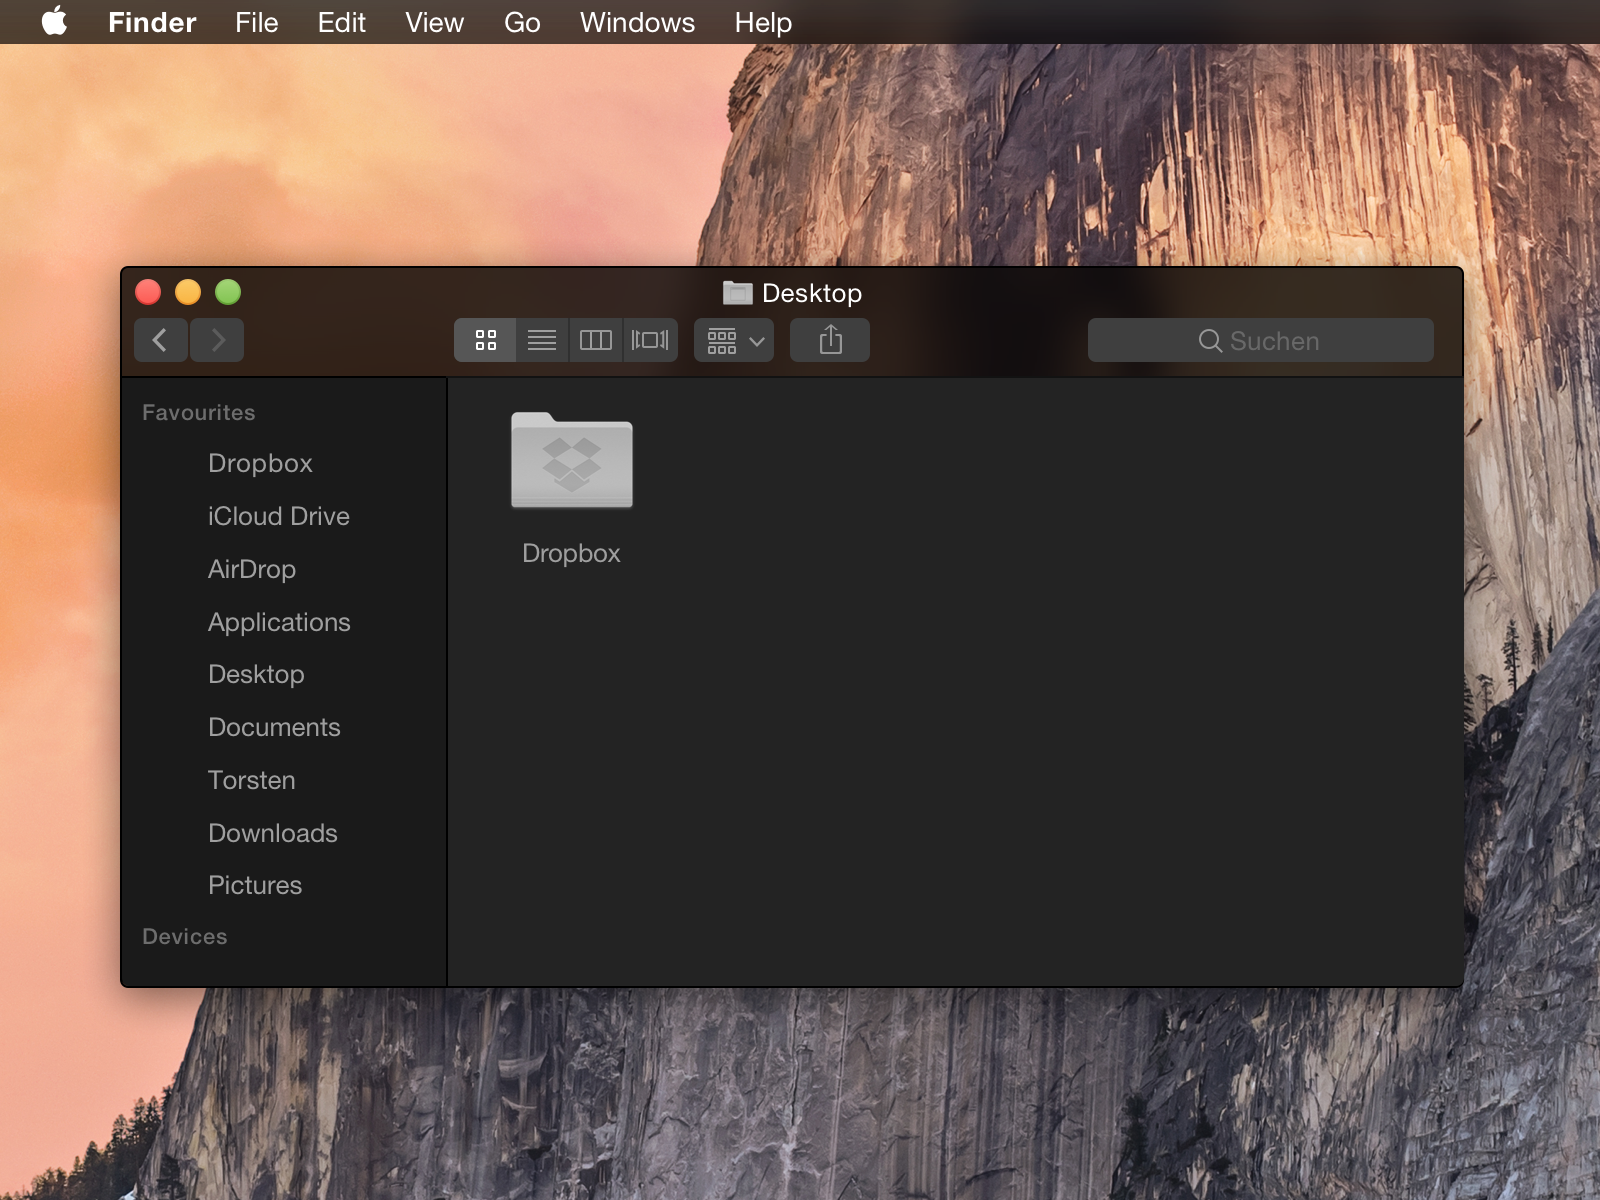 Finder File Edit View Go Windows Help
Desktop
Suchen
Favourites
Dropbox
iCloud Drive
AirDrop
Applications
Desktop
Documents
Torsten
Downloads
Pictures
Devices
Dropbox